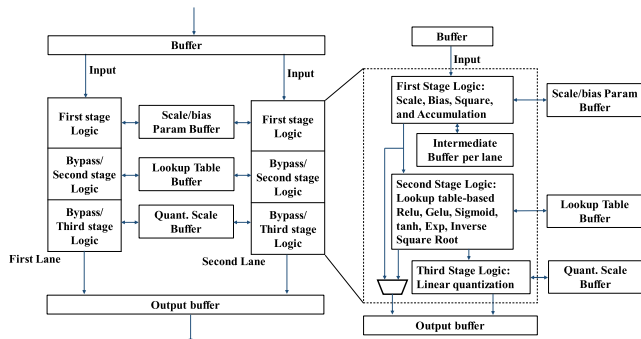 Buffer
Input
Input
First stage
Logic
Scale/bias
Param Buffer
First stage
Logic
Bypass/
Second stage
Logic
Lookup Table
Buffer
Bypass/
Second stage
Logic
Bypass/
Third stage
Logic
Quant. Scale
Buffer
Bypass/
Third stage
Logic
First Lane
Second Lane
Output buffer
Buffer
Input
First Stage Logic:
Scale, Bias, Square,
and Accumulation
Scale/bias Param
Buffer
Intermediate
Buffer per lane
Second Stage Logic:
Lookup table-based
Relu, Gelu, Sigmoid,
tanh, Exp, Inverse
Square Root
Lookup Table
Buffer
Third Stage Logic:
Linear quantization
Quant. Scale
Buffer
Output buffer